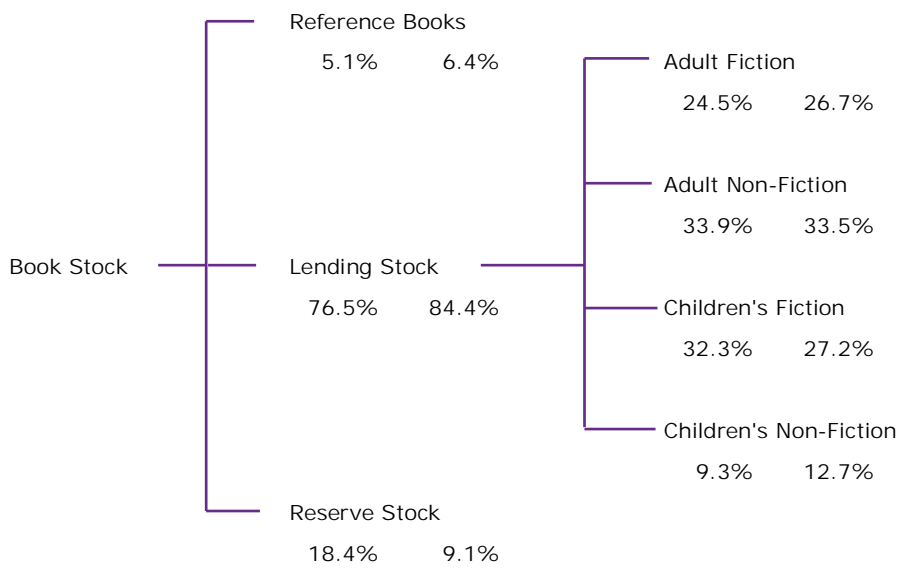 Reference Books
5.1% 6.4%
Adult Fiction
24.5% 26.7%
Adult Non-Fiction
33.9% 33.5%
Book Stock
Lending Stock
76.5% 84.4%
Children's Fiction
32.3% 27.2%
Children's Non-Fiction
9.3% 12.7%
Reserve Stock
18.4% 9.1%